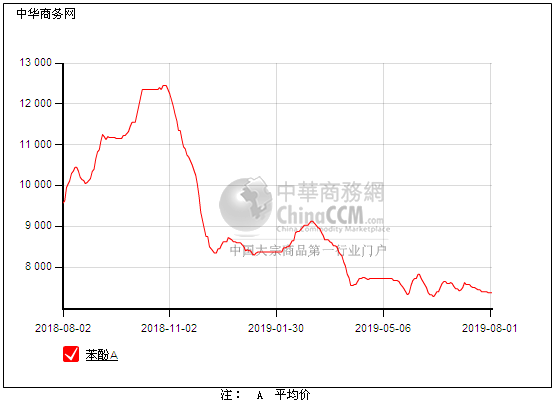 中华商务网
13 000
12 000
11 000
10 000
9 000
8 000
中華商務網
ChinaCCM.com
China Commodity Marketplace
中国大宗商品第一行业门户
2018-08-02
2018-11-02
2019-01-30
2019-05-06
2019-08-01
苯酚A
注： A 平均价